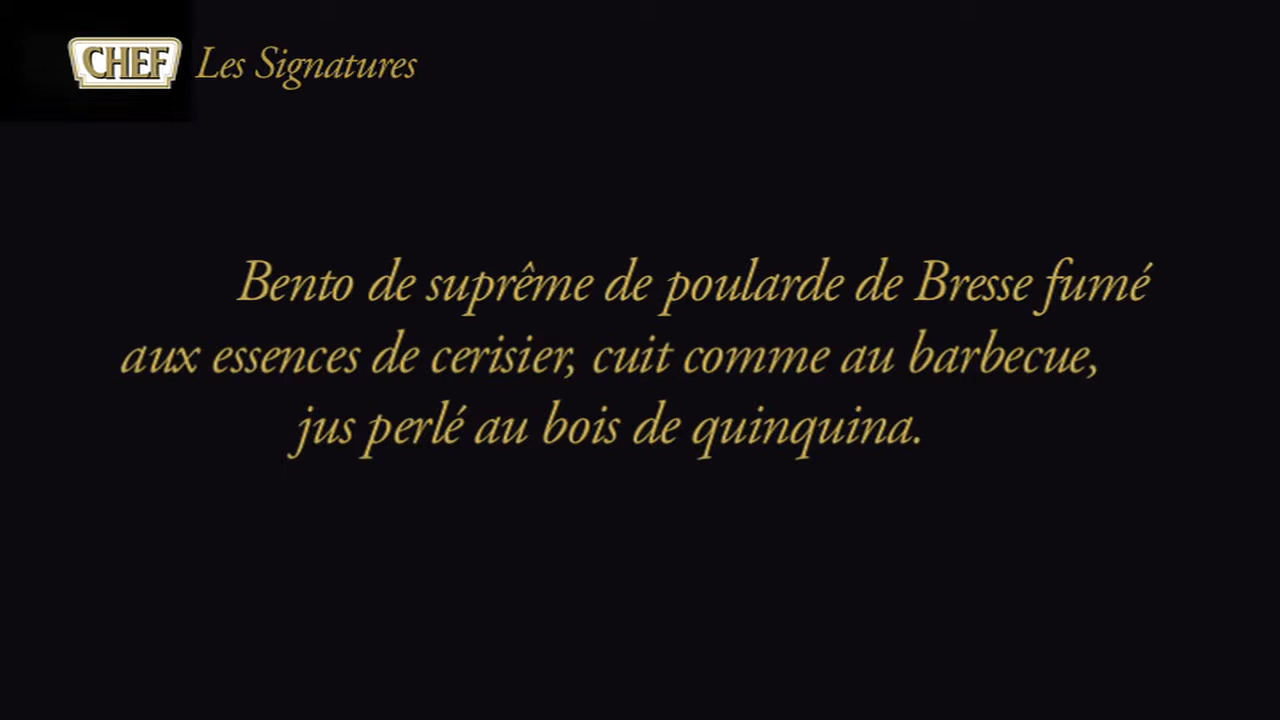 CHEF Les Signatures
Bento de suprême de poularde de Bresse fumé
aux essences de cerisier, cuit comme au barbecue,
jus perlé au bois de quinquina.